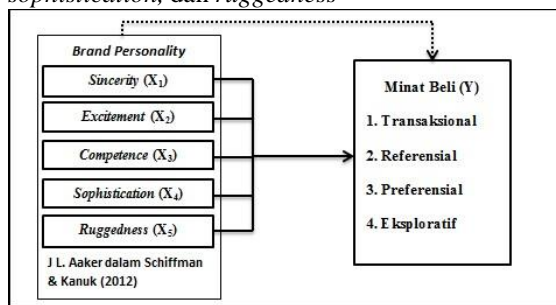 sophistication, dan ruggedness
Brand Personality
Sincerity (X₁)
Excitement (X₂)
Competence (X₃)
Sophistication (X₄)
Ruggedness (X₅)
J L. Aaker dalam Schiffman
& Kanuk (2012)
Minat Beli (Y)
1. Transaksional
2. Referensial
3. Preferensial
4. Eksploratif